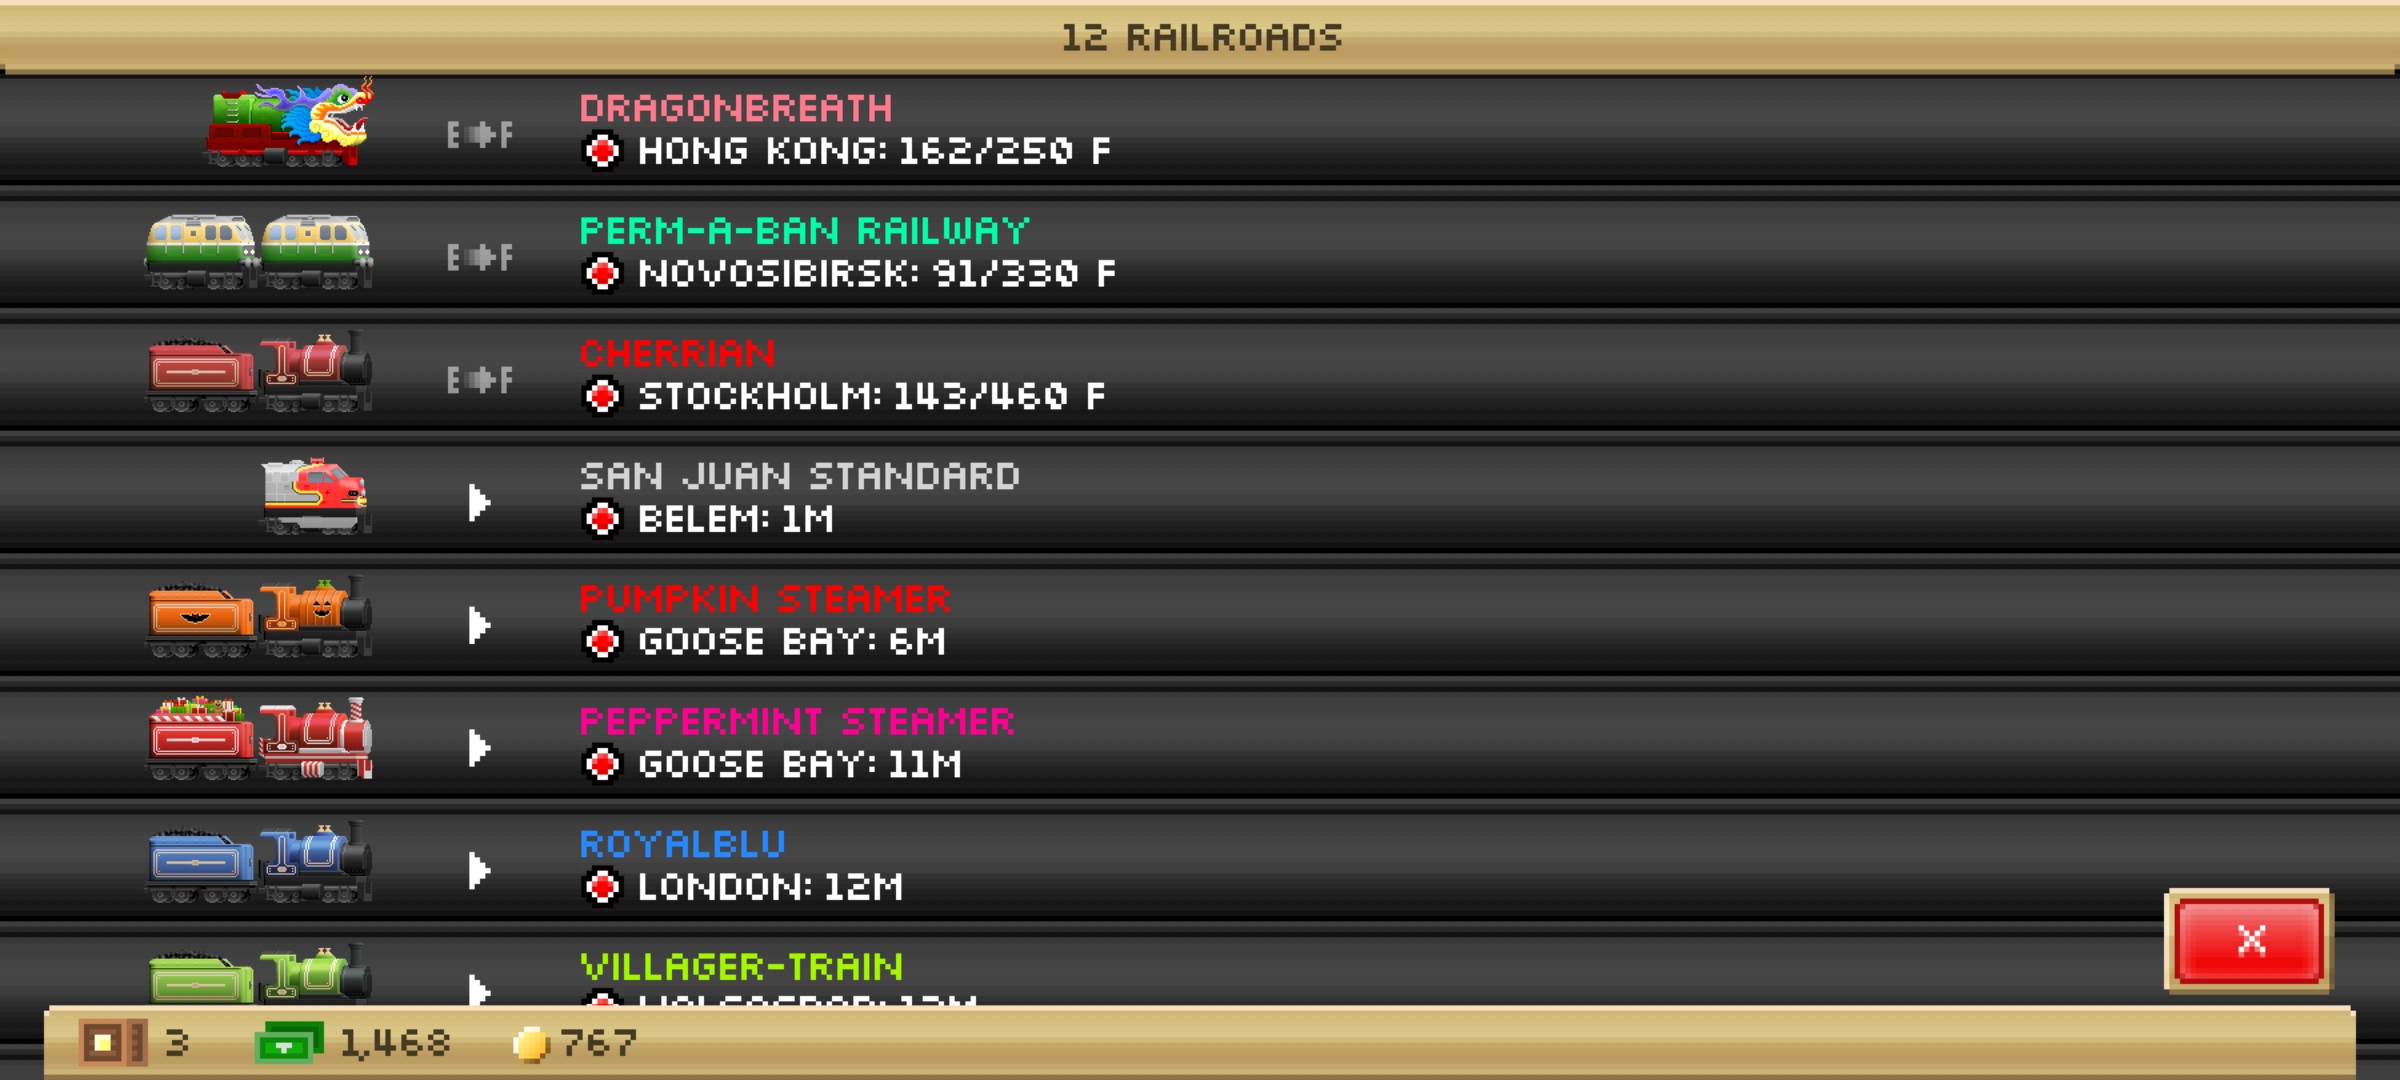 12 RAILROADS
DRAGONBREATH
E F
HONG KONG: 162/250 F
PERM-A-BAN RAILWAY
E F
NOVOSIBIRSK: 91/330 F
CHERRIAN
E F
STOCKHOLM: 143/460 F
SAN JUAN STANDARD
BELEM: 1M
PUMPKIN STEAMER
GOOSE BAY: 6M
PEPPERMINT STEAMER
GOOSE BAY: 11M
ROYALBLU
LONDON: 12M
X
VILLAGER-TRAIN
3 1,468 767